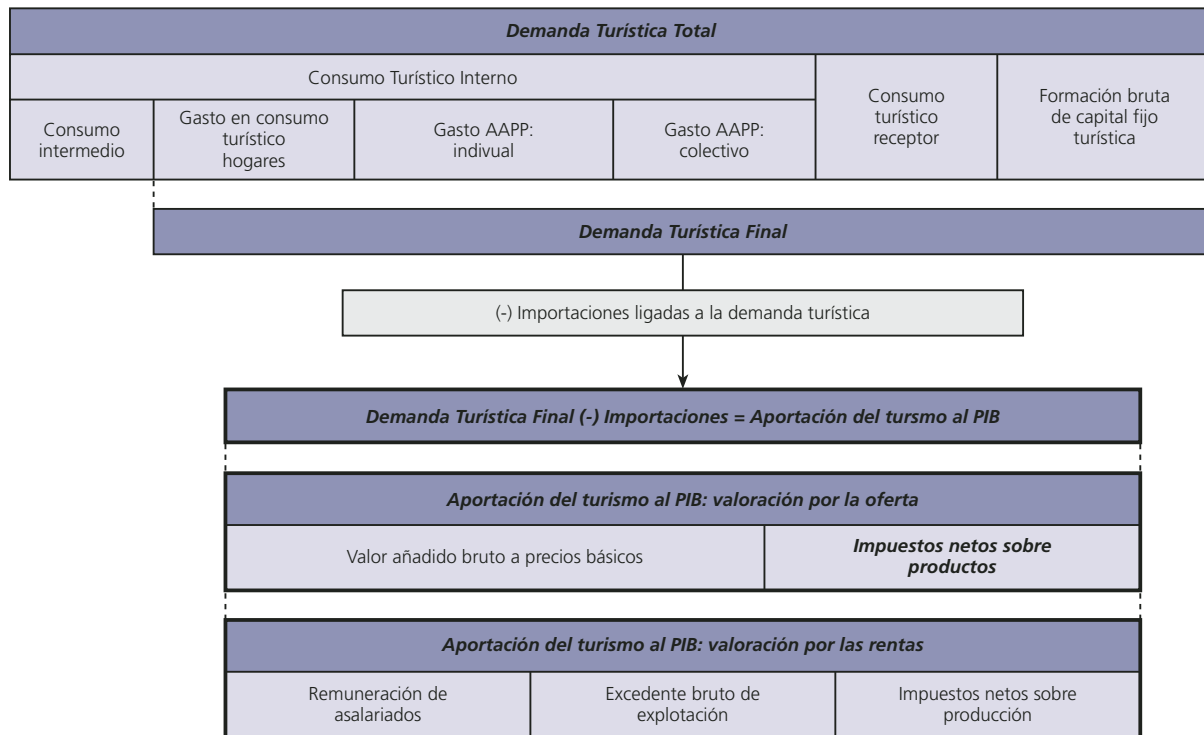 Demanda Turística Total
Consumo Turístico Interno
Consumo
intermedio
Gasto en consumo
turístico
hogares
Gasto AAPP:
indivual
Gasto AAPP:
colectivo
Consumo
turístico
receptor
Formación bruta
de capital fijo
turística
Demanda Turística Final
(-) Importaciones ligadas a la demanda turística
Demanda Turística Final (-) Importaciones = Aportación del tursmo al PIB
Aportación del turismo al PIB: valoración por la oferta
Valor añadido bruto a precios básicos
Impuestos netos sobre
productos
Aportación del turismo al PIB: valoración por las rentas
Remuneración de
asalariados
Excedente bruto de
explotación
Impuestos netos sobre
producción